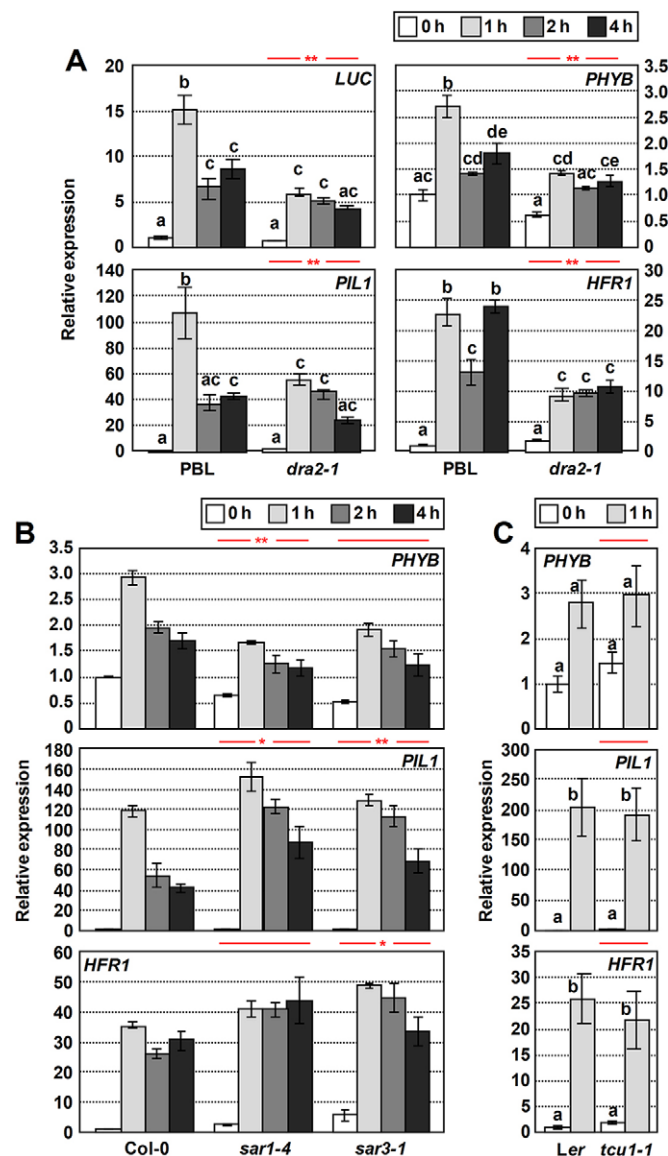 0 h 1 h 2 h 4 h
A
**
**
LUC
PHYB
20
15
10
5
0
a b c c a c c ac
3.5
3.0
2.5
2.0
1.5
1.0
0.5
0.0
ac b cd de a cd ac ce
Relative expression
**
**
PIL1
HFR1
140
120
100
80
60
40
20
0
a b ac c a c c ac
30
25
20
15
10
5
0
a b c b a c c c
PBL dra2-1 PBL dra2-1
B
0 h 1 h 2 h 4 h
**
PHYB
3.5
3.0
2.5
2.0
1.5
1.0
0.5
0.0
* **
PIL1
Relative expression
180
160
140
120
100
80
60
40
20
0
*
HFR1
60
50
40
30
20
10
0
Col-0 sar1-4 sar3-1
C
0 h 1 h
PHYB
4
3
2
1
0
a a a a
PIL1
Relative expression
300
250
200
150
100
50
0
a b a b
HFR1
35
30
25
20
15
10
5
0
a b a b
Ler tcu1-1